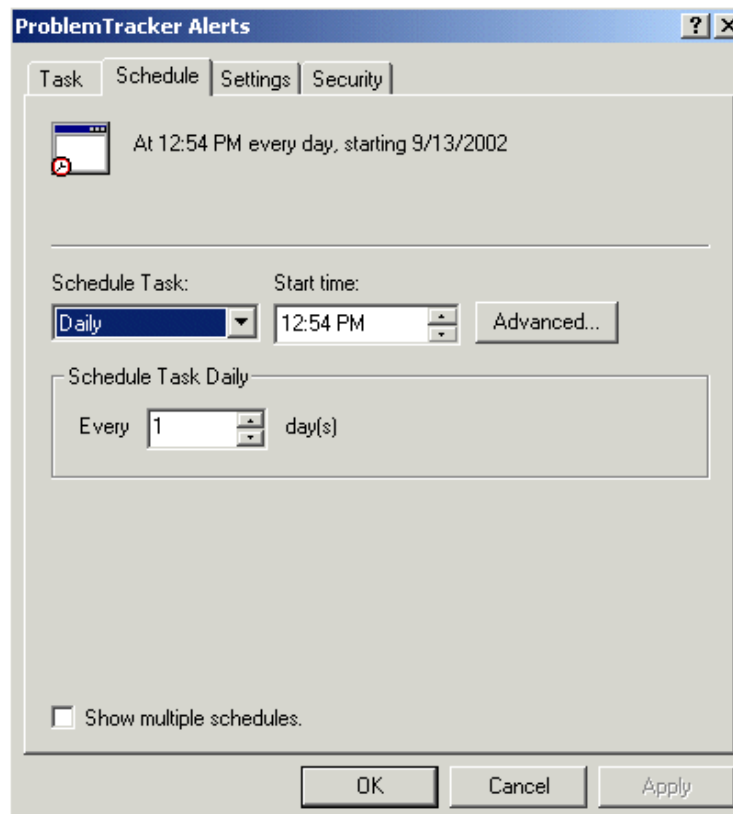 ProblemTracker Alerts
Task Schedule Settings Security
At 12:54 PM every day, starting 9/13/2002
Schedule Task: Start time:
Daily 12:54 PM Advanced...
Schedule Task Daily
Every 1 day(s)
Show multiple schedules.
OK Cancel Apply